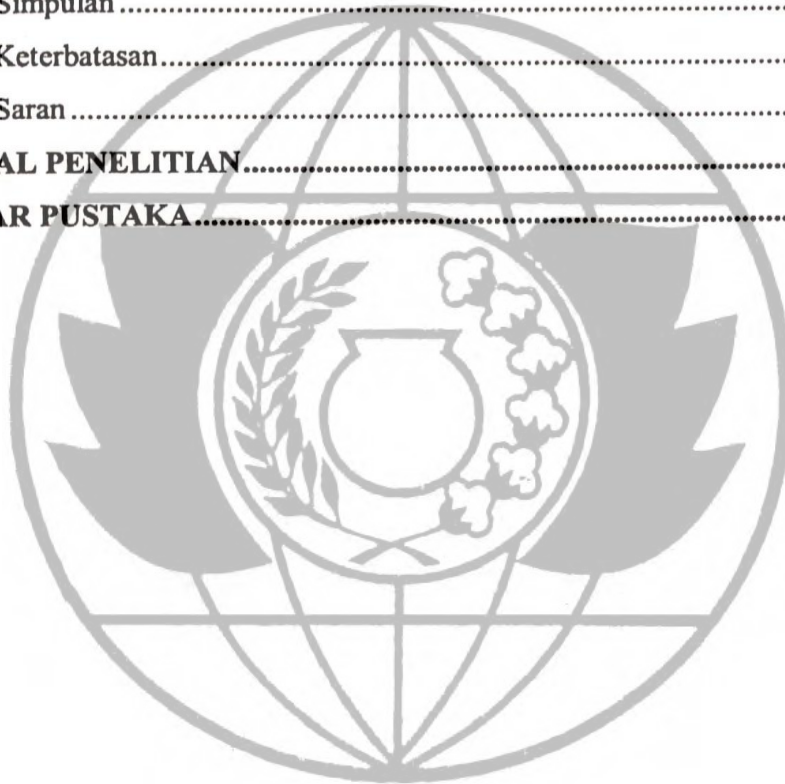 Simpulan ........................................................................
Keterbatasan ........................................................................
Saran ........................................................................
AL PENELITIAN ........................................................................
AR PUSTAKA ........................................................................